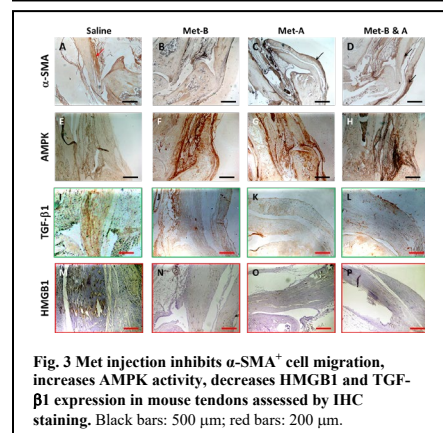 Saline Met-B Met-A Met-B & A
α-SMA
A B C D
AMPK
E F G H
TGF-β1
J K L
HMGB1
N O P
Fig. 3 Met injection inhibits α-SMA⁺ cell migration,
increases AMPK activity, decreases HMGB1 and TGF-
β1 expression in mouse tendons assessed by IHC
staining. Black bars: 500 μm; red bars: 200 μm.